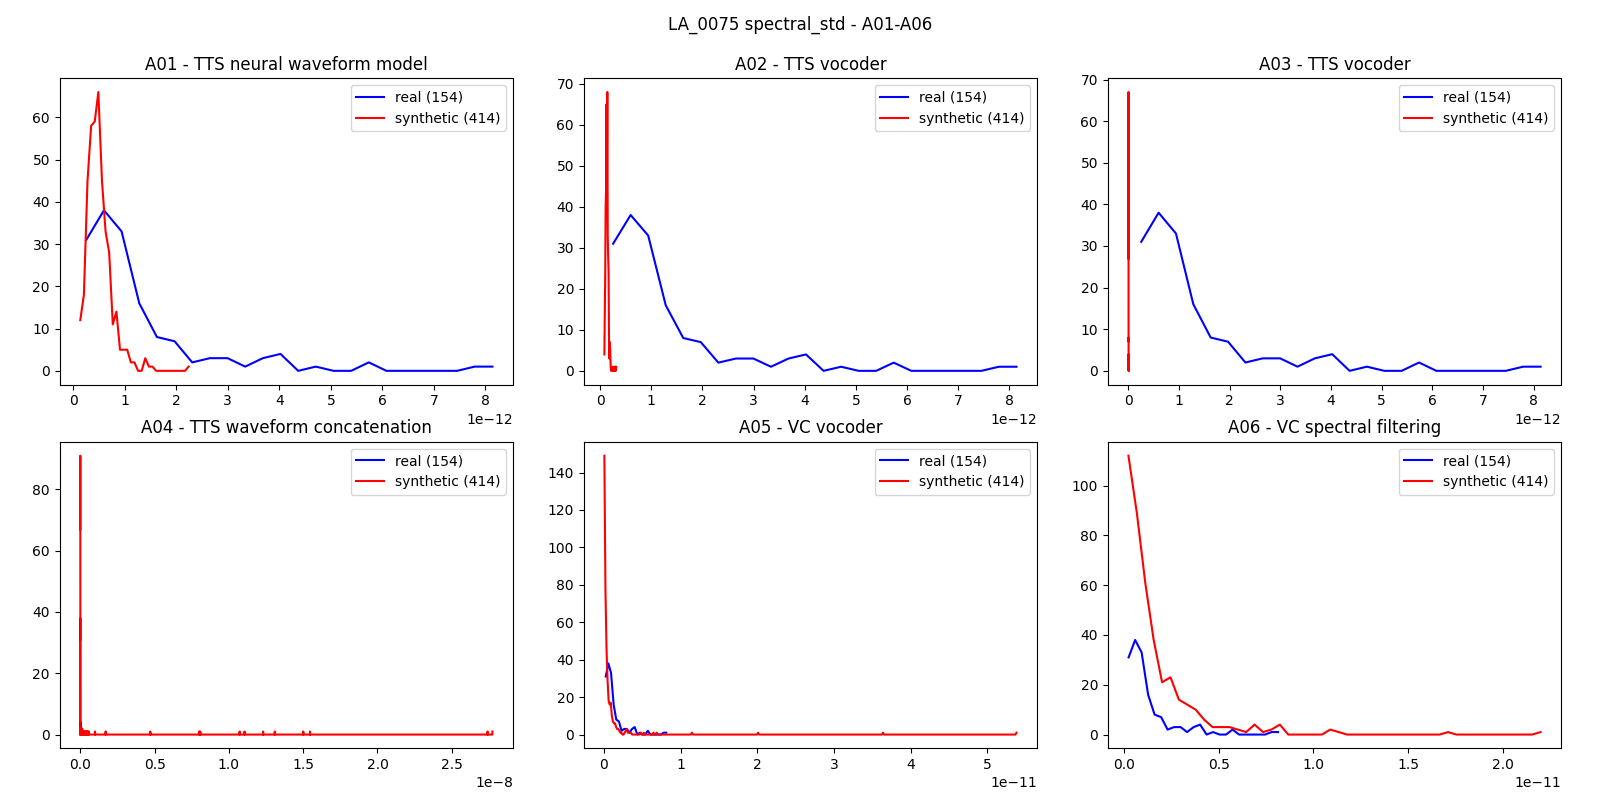 LA_0075 spectral_std - A01-A06
A01 - TTS neural waveform model
real (154)
synthetic (414)
60
50
40
30
20
10
0
0 1 2 3 4 5 6 7 8
1e−12
A02 - TTS vocoder
real (154)
synthetic (414)
70
60
50
40
30
20
10
0
0 1 2 3 4 5 6 7 8
1e−12
A03 - TTS vocoder
real (154)
synthetic (414)
70
60
50
40
30
20
10
0
0 1 2 3 4 5 6 7 8
1e−12
A04 - TTS waveform concatenation
real (154)
synthetic (414)
80
60
40
20
0
0.0 0.5 1.0 1.5 2.0 2.5
1e−8
A05 - VC vocoder
real (154)
synthetic (414)
140
120
100
80
60
40
20
0
0 1 2 3 4 5
1e−11
A06 - VC spectral filtering
real (154)
synthetic (414)
100
80
60
40
20
0
0.0 0.5 1.0 1.5 2.0
1e−11